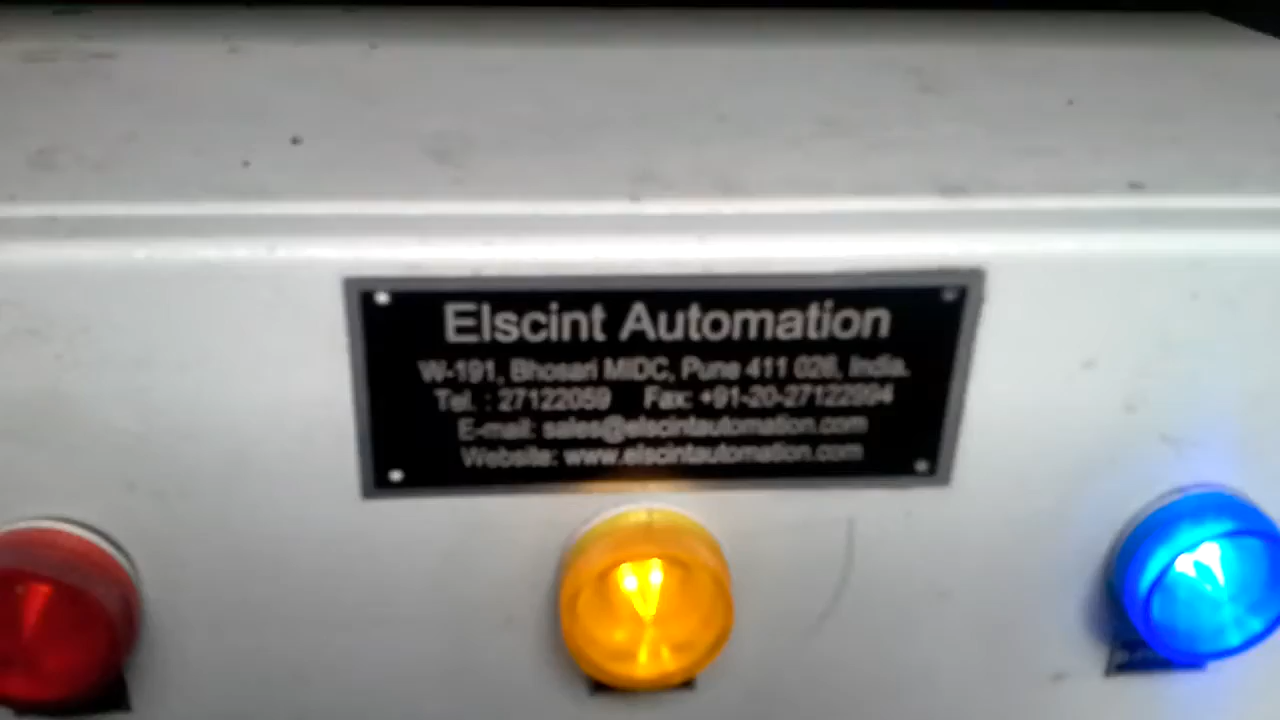 Elscint Automation
W-191, Bhosari MIDC, Pune 411 026, India.
Tel. : 27122059 Fax: +91-20-27122994
E-mail: sales@elscintautomation.com
Website: www.elscintautomation.com